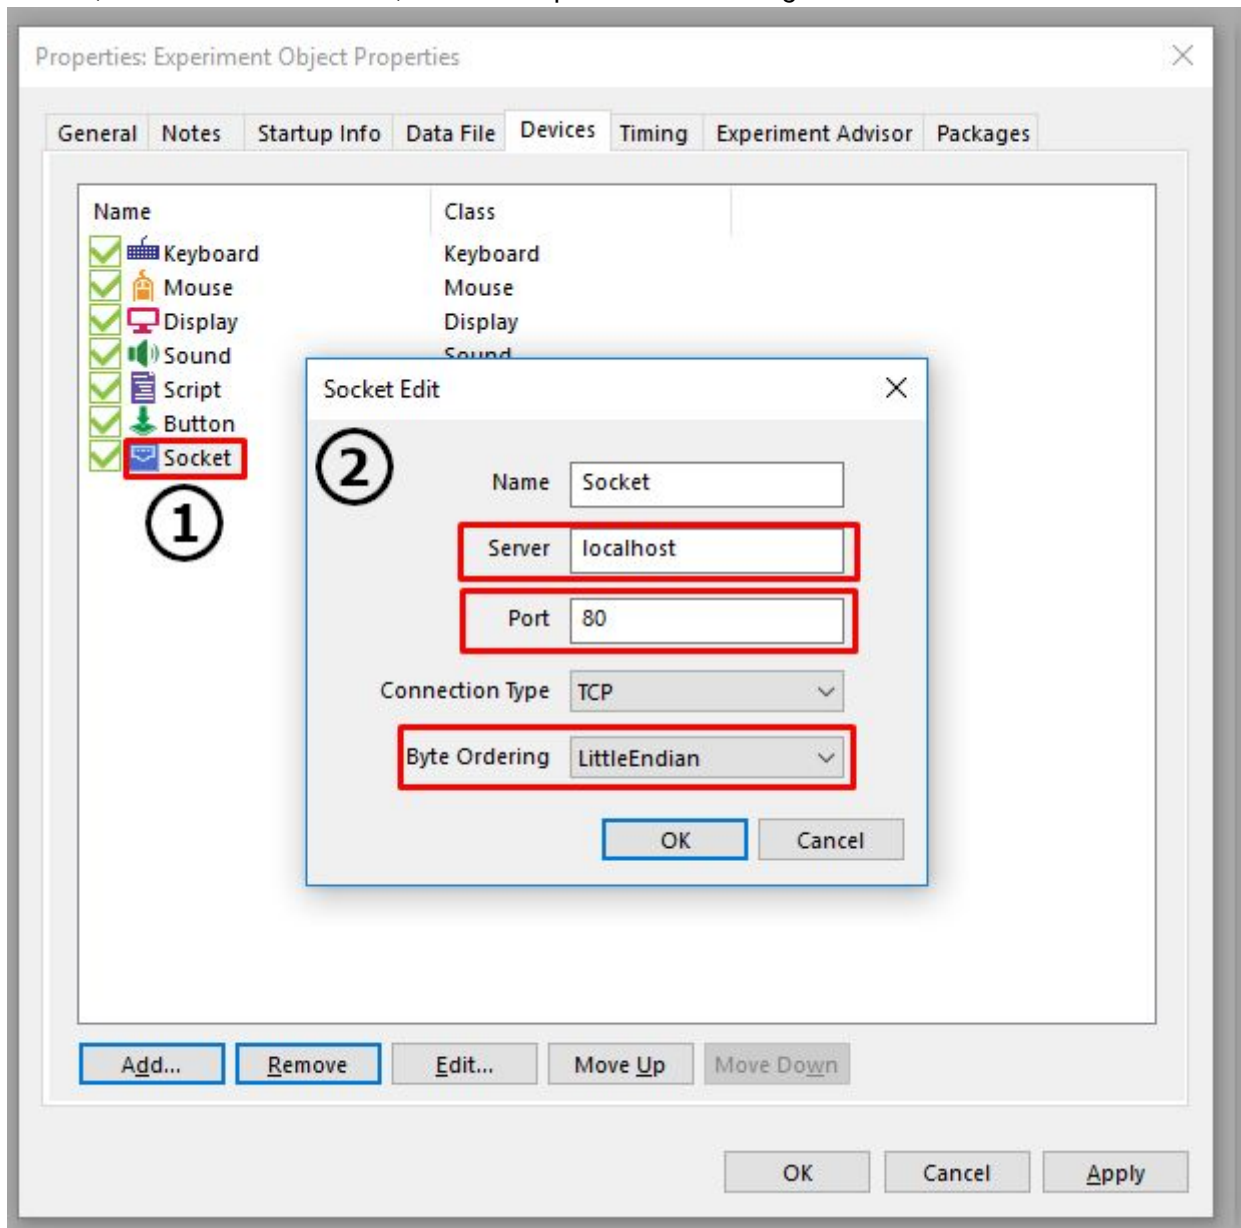 Properties: Experiment Object Properties
General Notes Startup Info Data File Devices Timing Experiment Advisor Packages
Name Class
Keyboard Keyboard
Mouse Mouse
Display Display
Sound Sound
Script
Button
Socket
1
Socket Edit
2
Name Socket
Server localhost
Port 80
Connection Type TCP
Byte Ordering LittleEndian
OK Cancel
Add... Remove Edit... Move Up Move Down
OK Cancel Apply